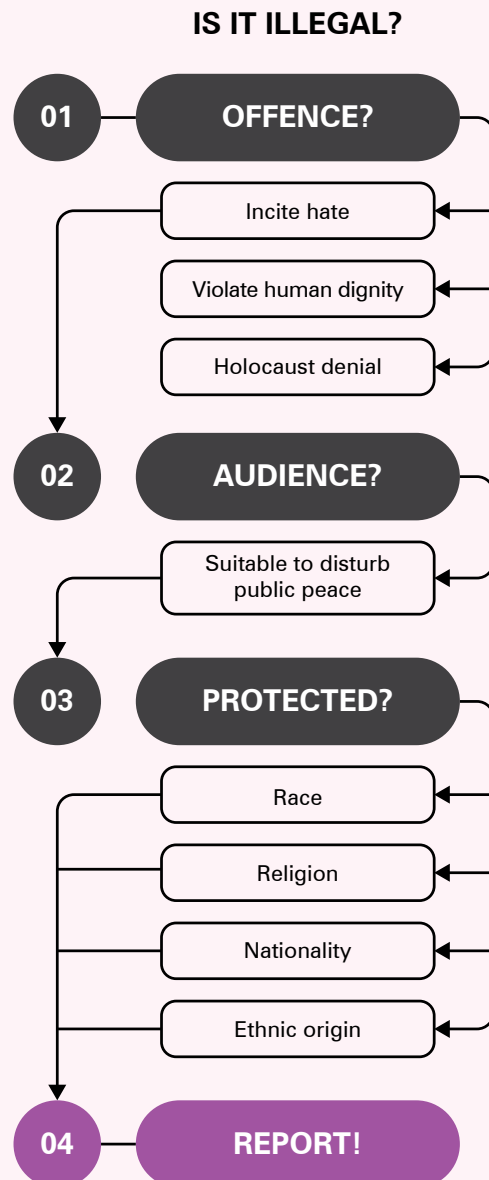 IS IT ILLEGAL?
01
OFFENCE?
Incite hate
Violate human dignity
Holocaust denial
02
AUDIENCE?
Suitable to disturb
public peace
03
PROTECTED?
Race
Religion
Nationality
Ethnic origin
04
REPORT!